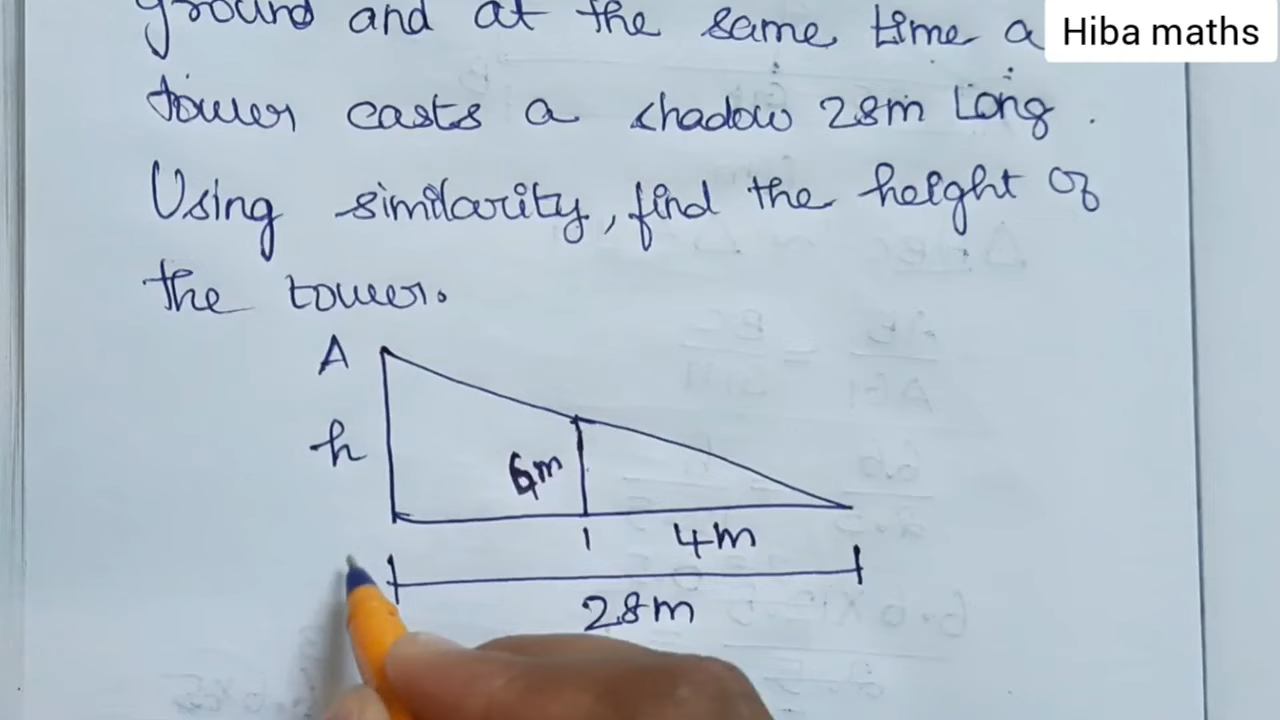 ground and at the same time a
Hiba maths
tower casts a shadow 28m Long.
Using similarity, find the height of
the tower.
A
h
6m
4m
28m